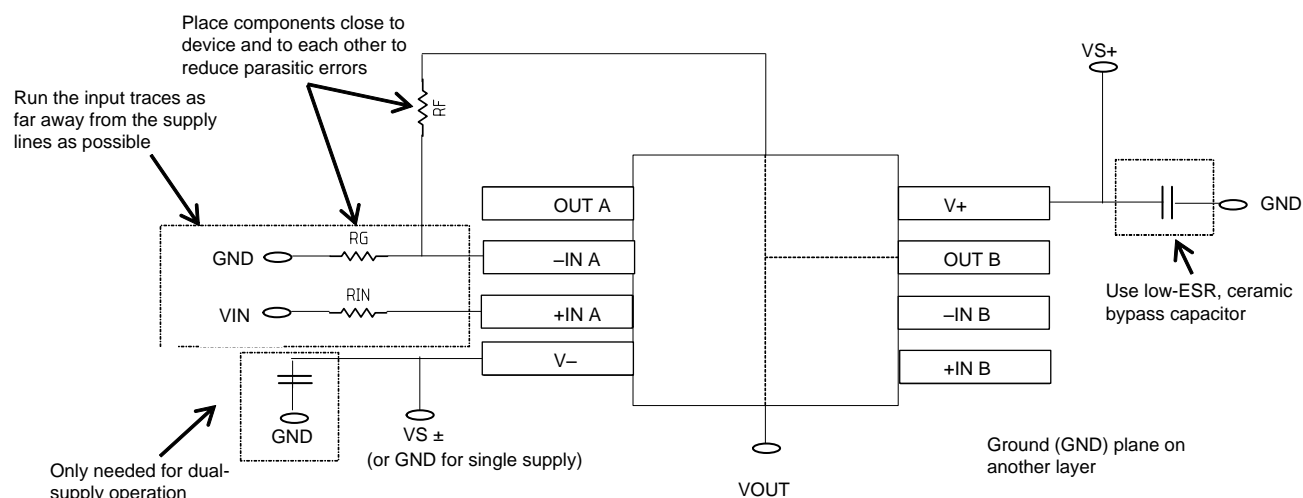 Place components close to
device and to each other to
reduce parasitic errors
Run the input traces as
far away from the supply
lines as possible
RF
VS+
OUT A
V+
GND
RG
GND
–IN A
OUT B
Use low-ESR, ceramic
bypass capacitor
RIN
VIN
+IN A
–IN B
V–
+IN B
GND
VS ±
(or GND for single supply)
Only needed for dual-
supply operation
VOUT
Ground (GND) plane on
another layer